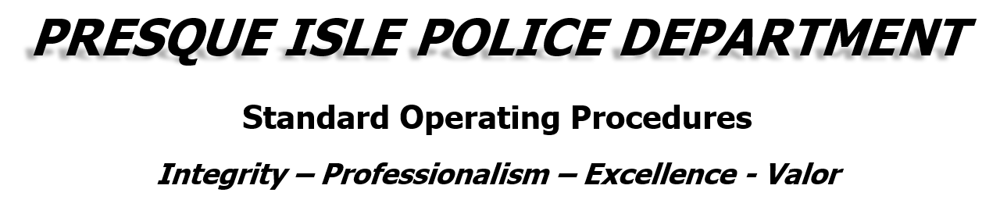 PRESQUE ISLE POLICE DEPARTMENT
Standard Operating Procedures
Integrity – Professionalism – Excellence - Valor